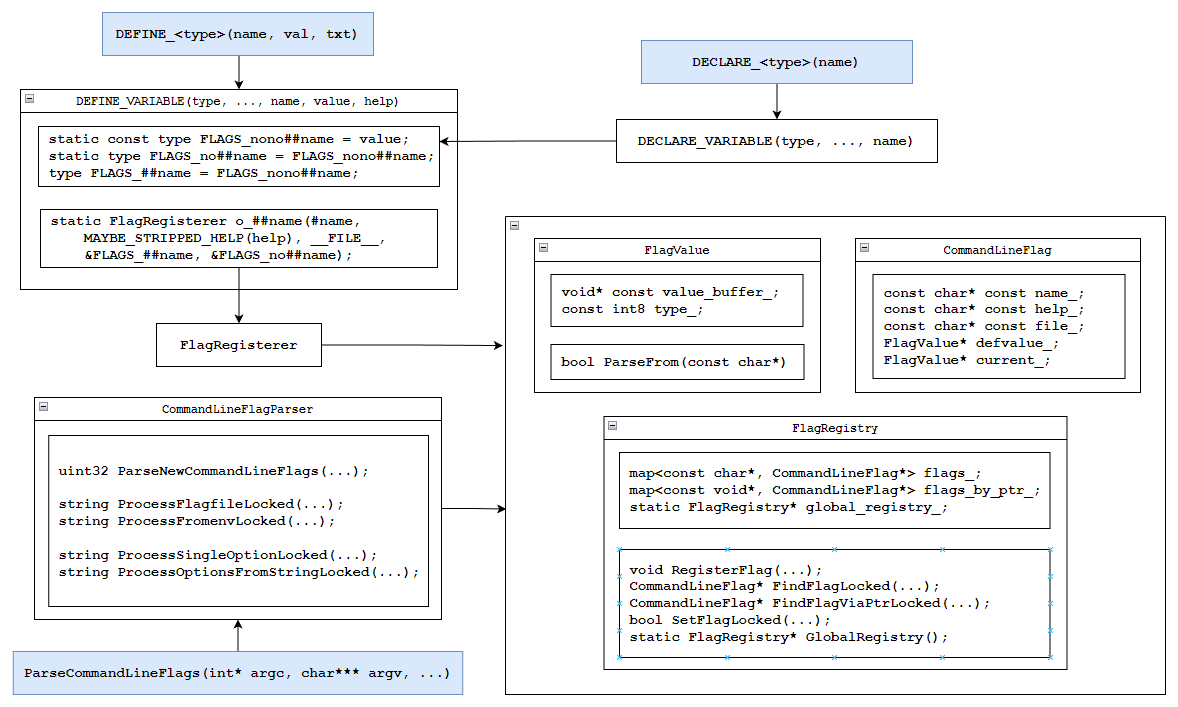 DEFINE_<type>(name, val, txt)
DECLARE_<type>(name)
DEFINE_VARIABLE(type, ..., name, value, help)
static const type FLAGS_nono##name = value;
static type FLAGS_no##name = FLAGS_nono##name;
type FLAGS_##name = FLAGS_nono##name;
DECLARE_VARIABLE(type, ..., name)
static FlagRegisterer o_##name(#name,
MAYBE_STRIPPED_HELP(help), __FILE__,
&FLAGS_##name, &FLAGS_no##name);
FlagRegisterer
FlagValue
void* const value_buffer_;
const int8 type_;
bool ParseFrom(const char*)
CommandLineFlag
const char* const name_;
const char* const help_;
const char* const file_;
FlagValue* defvalue_;
FlagValue* current_;
CommandLineFlagParser
uint32 ParseNewCommandLineFlags(...);
string ProcessFlagfileLocked(...);
string ProcessFromenvLocked(...);
string ProcessSingleOptionLocked(...);
string ProcessOptionsFromStringLocked(...);
FlagRegistry
map<const char*, CommandLineFlag*> flags_;
map<const void*, CommandLineFlag*> flags_by_ptr_;
static FlagRegistry* global_registry_;
void RegisterFlag(...);
CommandLineFlag* FindFlagLocked(...);
CommandLineFlag* FindFlagViaPtrLocked(...);
bool SetFlagLocked(...);
static FlagRegistry* GlobalRegistry();
ParseCommandLineFlags(int* argc, char*** argv, ...)